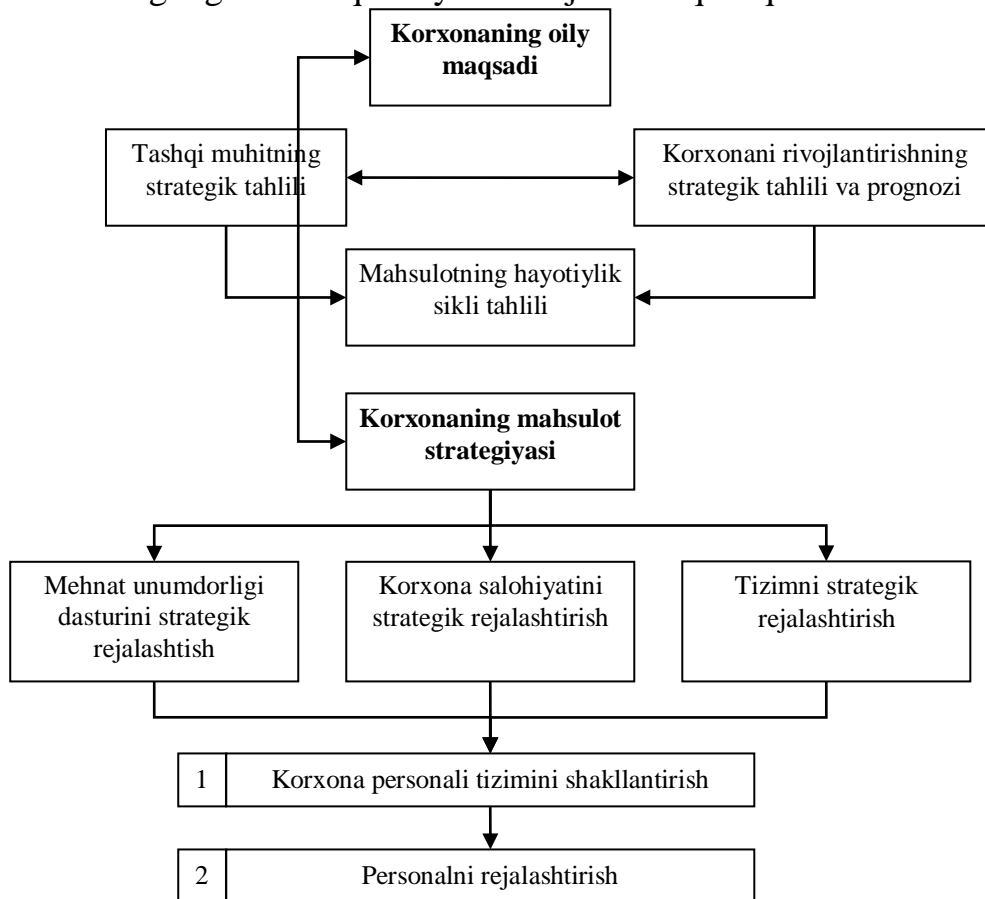 Korxonaning oily
maqsadi
Tashqi muhitning
strategik tahlili
Korxonani rivojlantirishning
strategik tahlili va prognozi
Mahsulotning hayotiylik
sikli tahlili
Korxonaning mahsulot
strategiyasi
Mehnat unumdorligi
dasturini strategik
rejalashtish
Korxona salohiyatini
strategik rejalashtirish
Tizimni strategik
rejalashtirish
1 Korxona personali tizimini shakllantirish
2 Personalni rejalashtirish